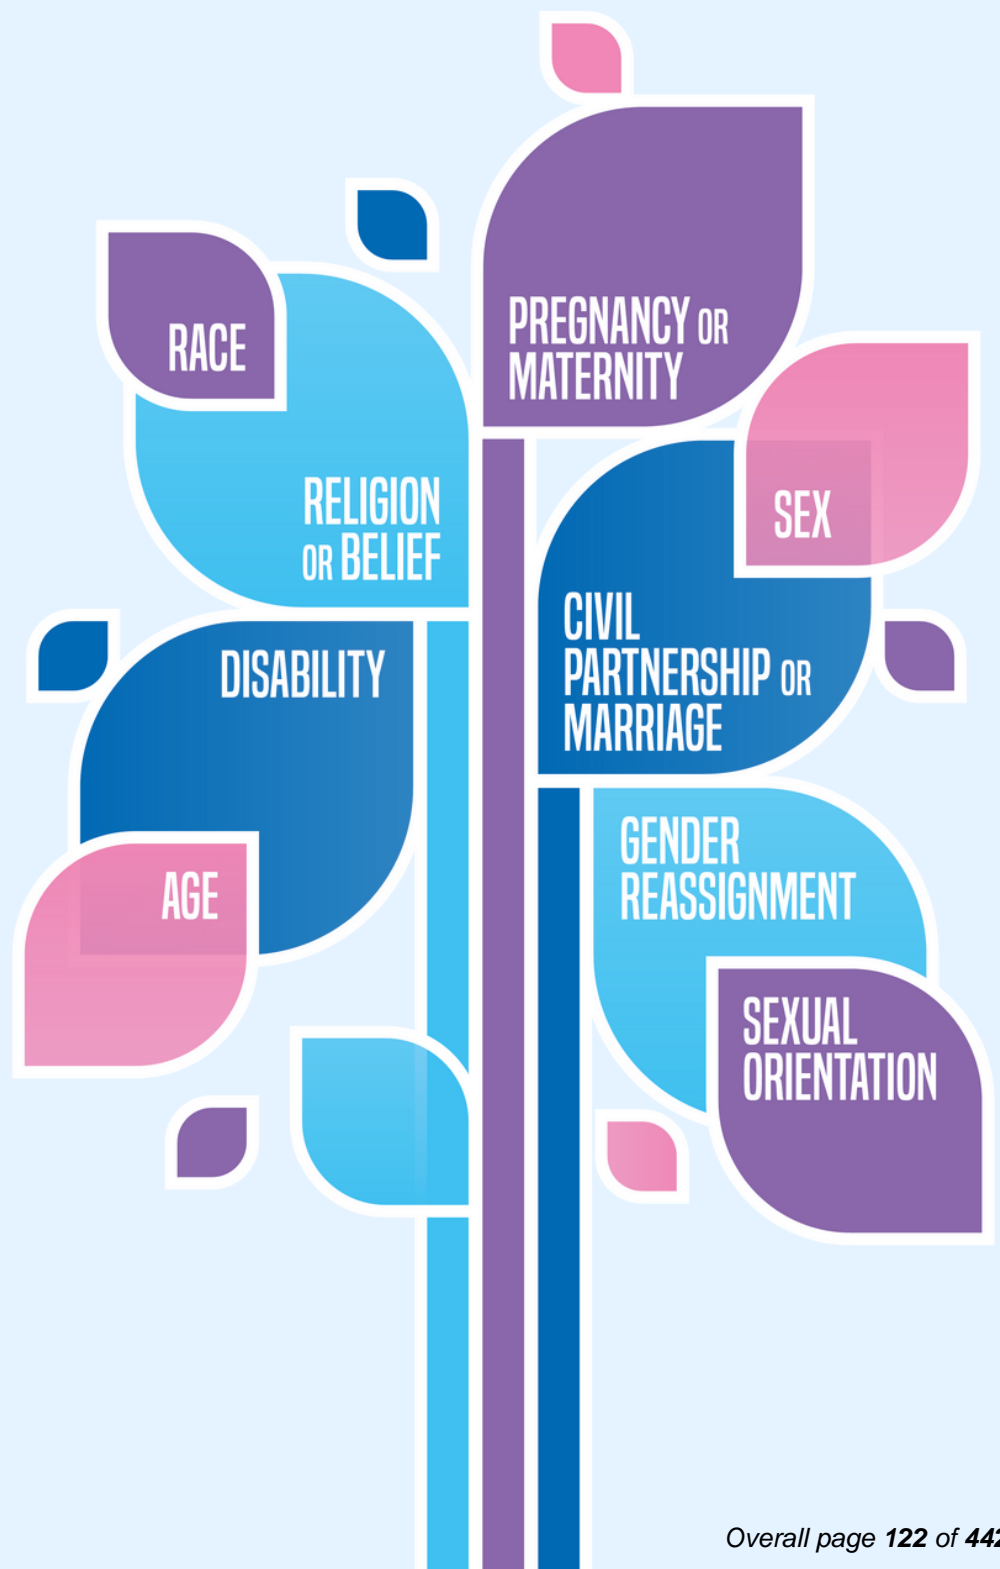 PREGNANCY OR
MATERNITY
RACE
RELIGION
OR BELIEF
SEX
CIVIL
PARTNERSHIP OR
MARRIAGE
DISABILITY
AGE
GENDER
REASSIGNMENT
SEXUAL
ORIENTATION
Overall page 122 of 442